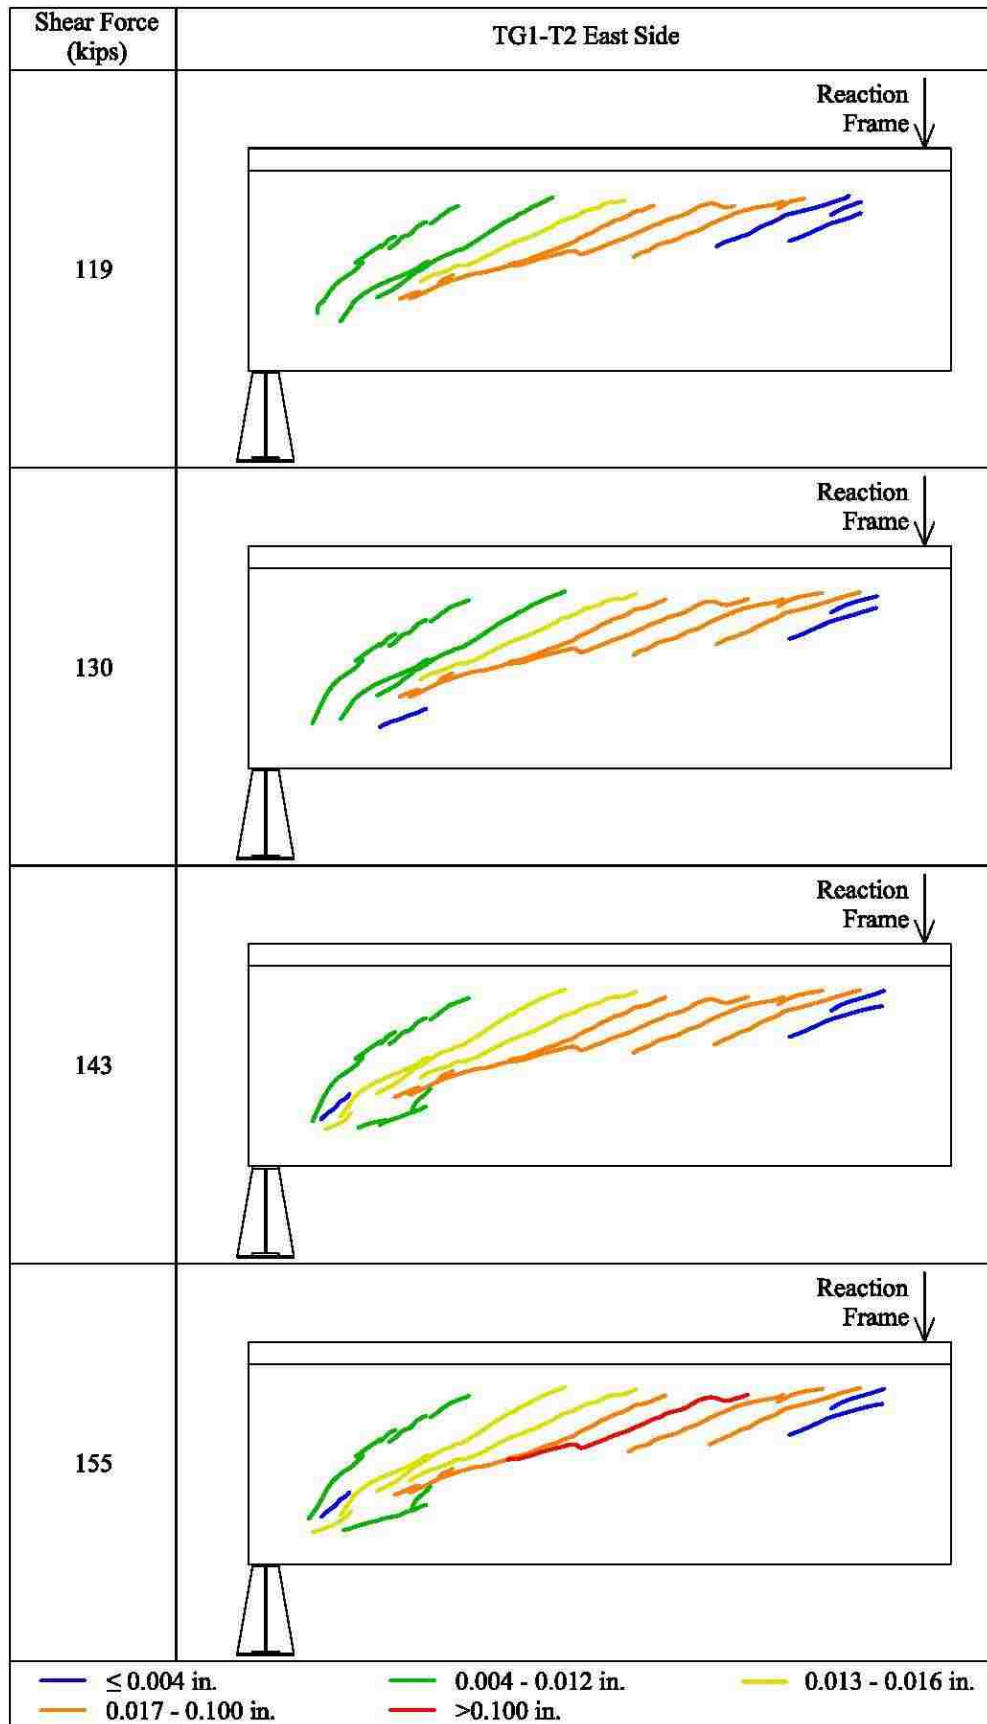 Shear Force
(kips)
TG1-T2 East Side
119
Reaction
Frame
130
Reaction
Frame
143
Reaction
Frame
155
Reaction
Frame
≤ 0.004 in.
0.004 - 0.012 in.
0.013 - 0.016 in.
0.017 - 0.100 in.
>0.100 in.